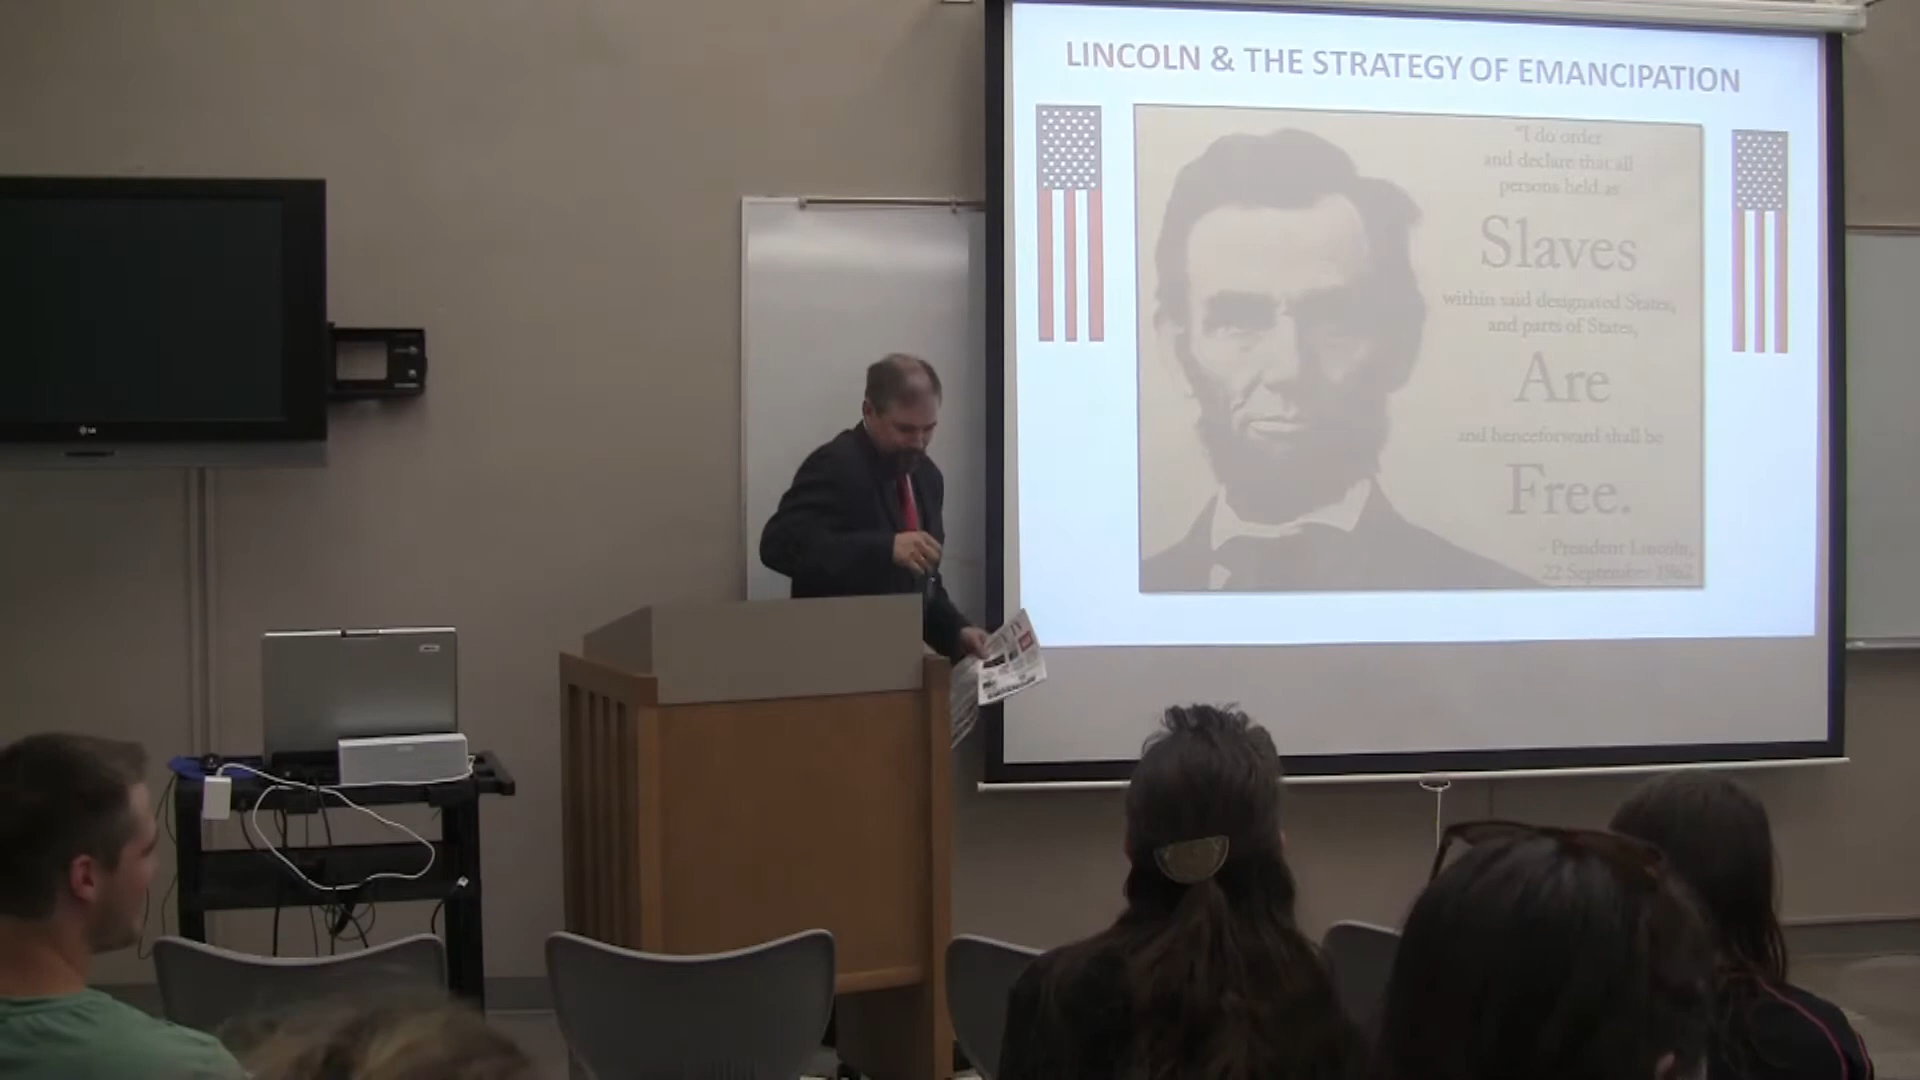 LINCOLN & THE STRATEGY OF EMANCIPATION
"I do order
and declare that all
persons held as
Slaves
within said designated States,
and parts of States,
Are
and henceforward shall be
Free.
- President Lincoln,
22 September 1862
LG